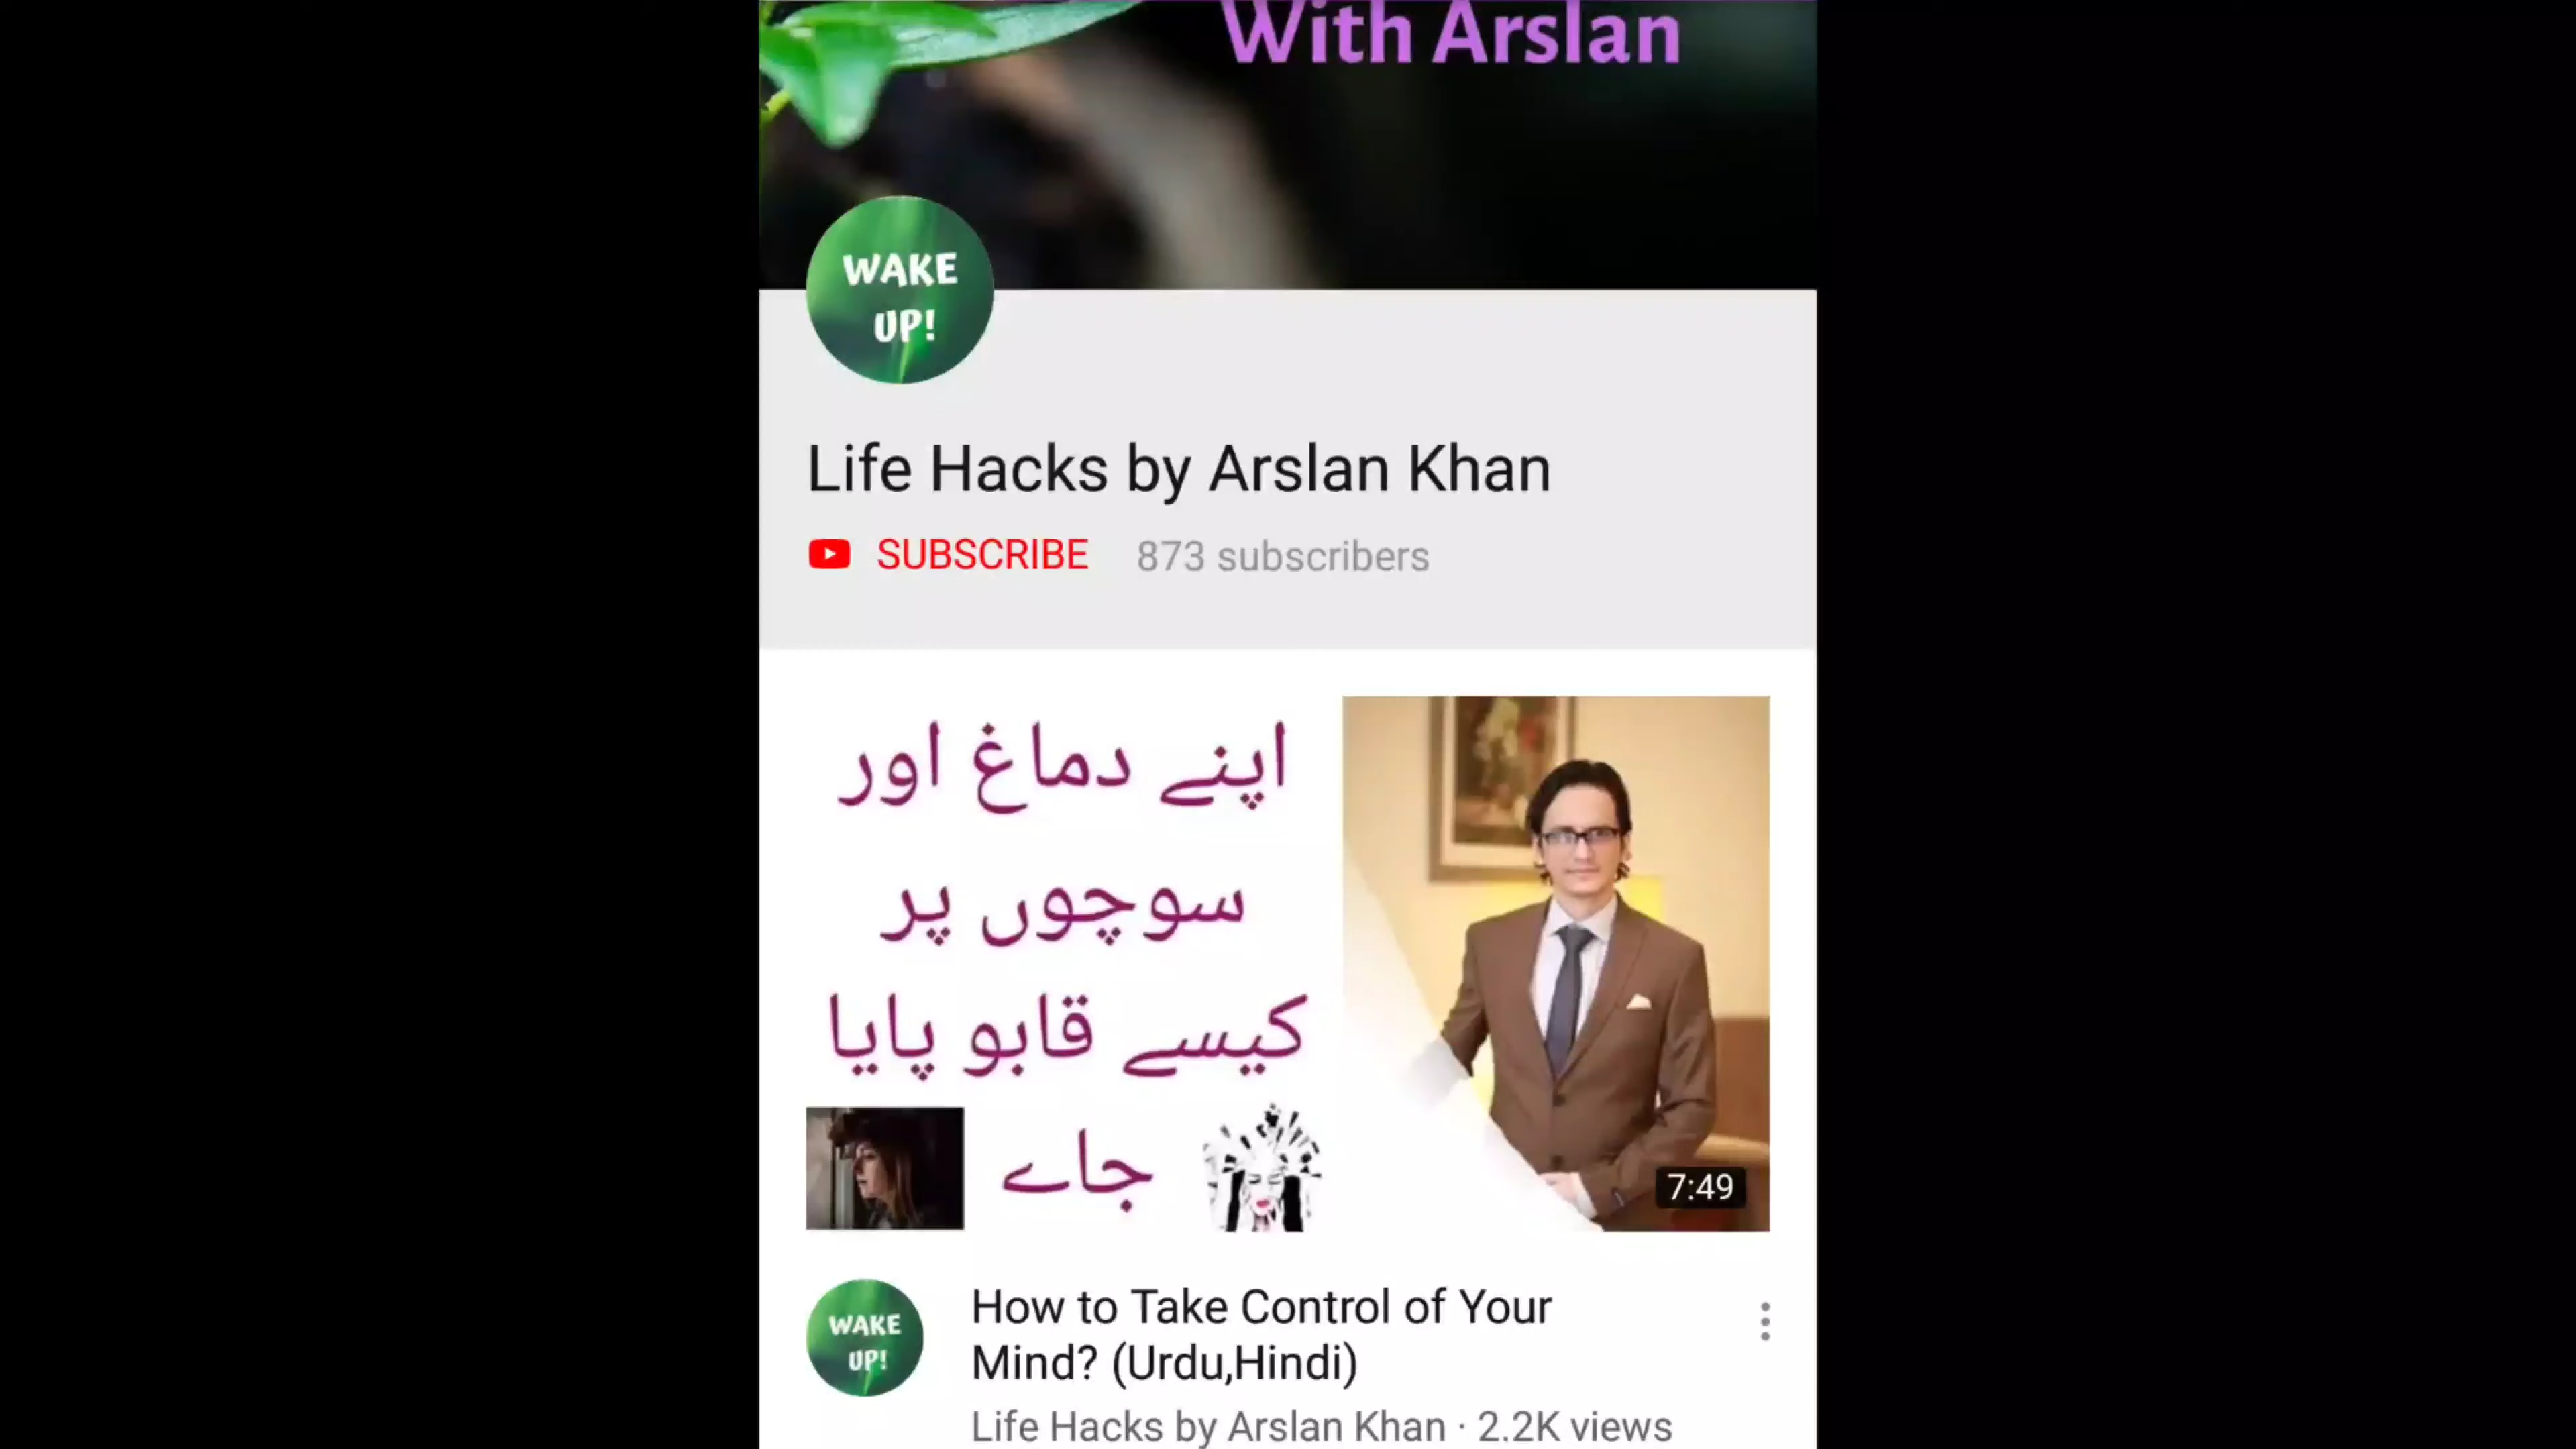 With Arslan
WAKE
UP!
Life Hacks by Arslan Khan
SUBSCRIBE 873 subscribers
اپنے دماغ اور
سوچوں پر
کیسے قابو پایا
جاے
7:49
WAKE
UP!
How to Take Control of Your
Mind? (Urdu,Hindi)
Life Hacks by Arslan Khan · 2.2K views